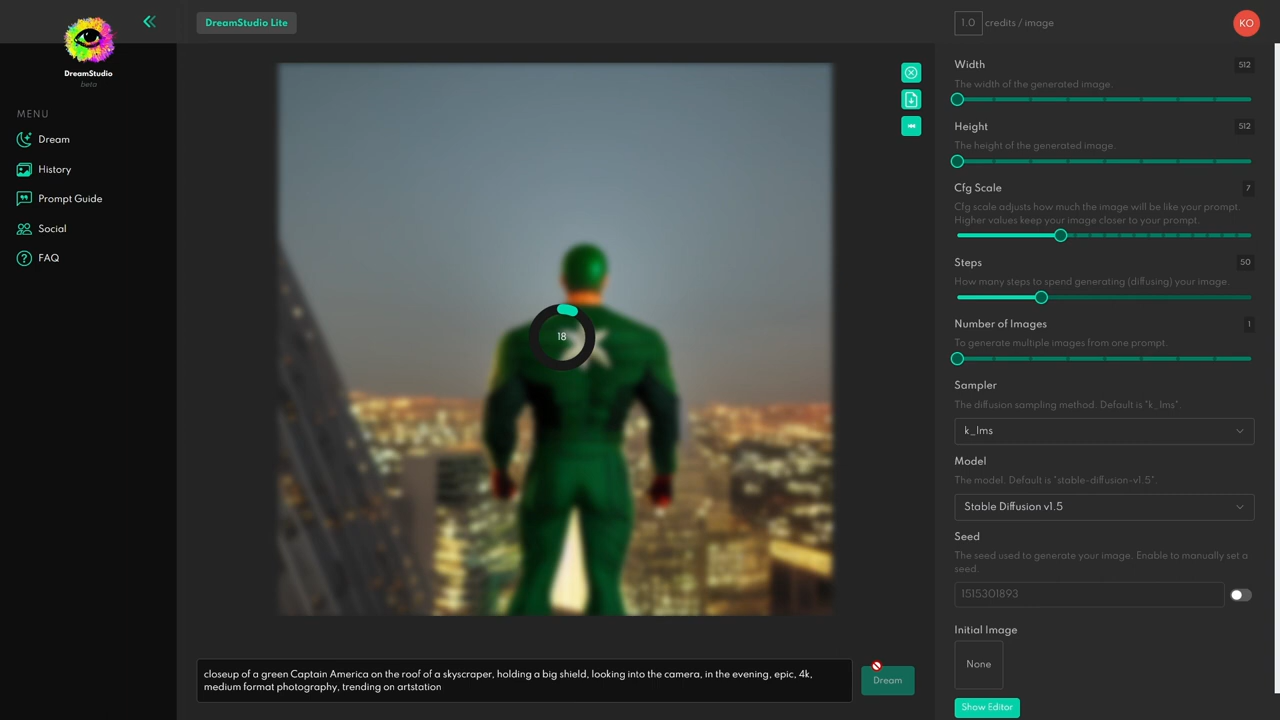 DreamStudio
beta
MENU
Dream
History
Prompt Guide
Social
FAQ
DreamStudio Lite
18
closeup of a green Captain America on the roof of a skyscraper, holding a big shield, looking into the camera, in the evening, epic, 4k,
medium format photography, trending on artstation
Dream
1.0 credits / image
KO
Width 512
The width of the generated image.
Height 512
The height of the generated image.
Cfg Scale 7
Cfg scale adjusts how much the image will be like your prompt.
Higher values keep your image closer to your prompt.
Steps 50
How many steps to spend generating (diffusing) your image.
Number of Images 1
To generate multiple images from one prompt.
Sampler
The diffusion sampling method. Default is "k_lms".
k_lms
Model
The model. Default is "stable-diffusion-v1.5".
Stable Diffusion v1.5
Seed
The seed used to generate your image. Enable to manually set a
seed.
1515301893
Initial Image
None
Show Editor